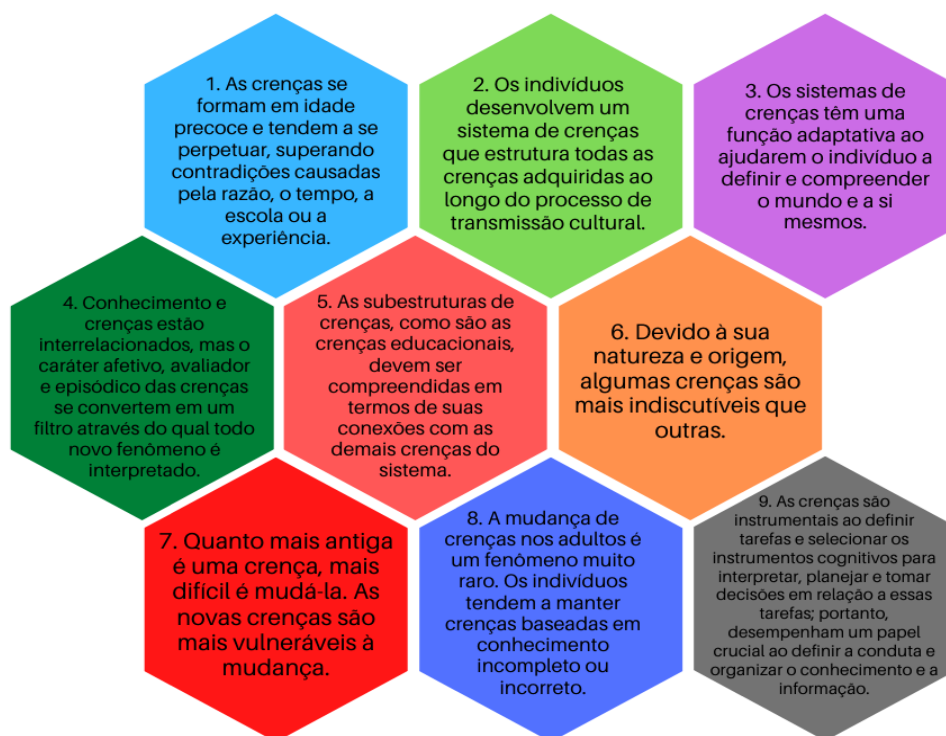 1. As crenças se
formam em idade
precoce e tendem a se
perpetuar, superando
contradições causadas
pela razão, o tempo, a
escola ou a
experiência.
2. Os indivíduos
desenvolvem um
sistema de crenças
que estrutura todas as
crenças adquiridas ao
longo do processo de
transmissão cultural.
3. Os sistemas de
crenças têm uma
função adaptativa ao
ajudarem o indivíduo a
definir e compreender
o mundo e a si
mesmos.
4. Conhecimento e
crenças estão
interrelacionados, mas o
caráter afetivo, avaliador
e episódico das crenças
se convertem em um
filtro através do qual todo
novo fenômeno é
interpretado.
5. As subestruturas de
crenças, como são as
crenças educacionais,
devem ser
compreendidas em
termos de suas
conexões com as
demais crenças do
sistema.
6. Devido à sua
natureza e origem,
algumas crenças são
mais indiscutíveis que
outras.
7. Quanto mais antiga
é uma crença, mais
difícil é mudá-la. As
novas crenças são
mais vulneráveis à
mudança.
8. A mudança de
crenças nos adultos é
um fenômeno muito
raro. Os indivíduos
tendem a manter
crenças baseadas em
conhecimento
incompleto ou
incorreto.
9. As crenças são
instrumentais ao definir
tarefas e selecionar os
instrumentos cognitivos para
interpretar, planejar e tomar
decisões em relação a essas
tarefas; portanto,
desempenham um papel
crucial ao definir a conduta e
organizar o conhecimento e a
informação.